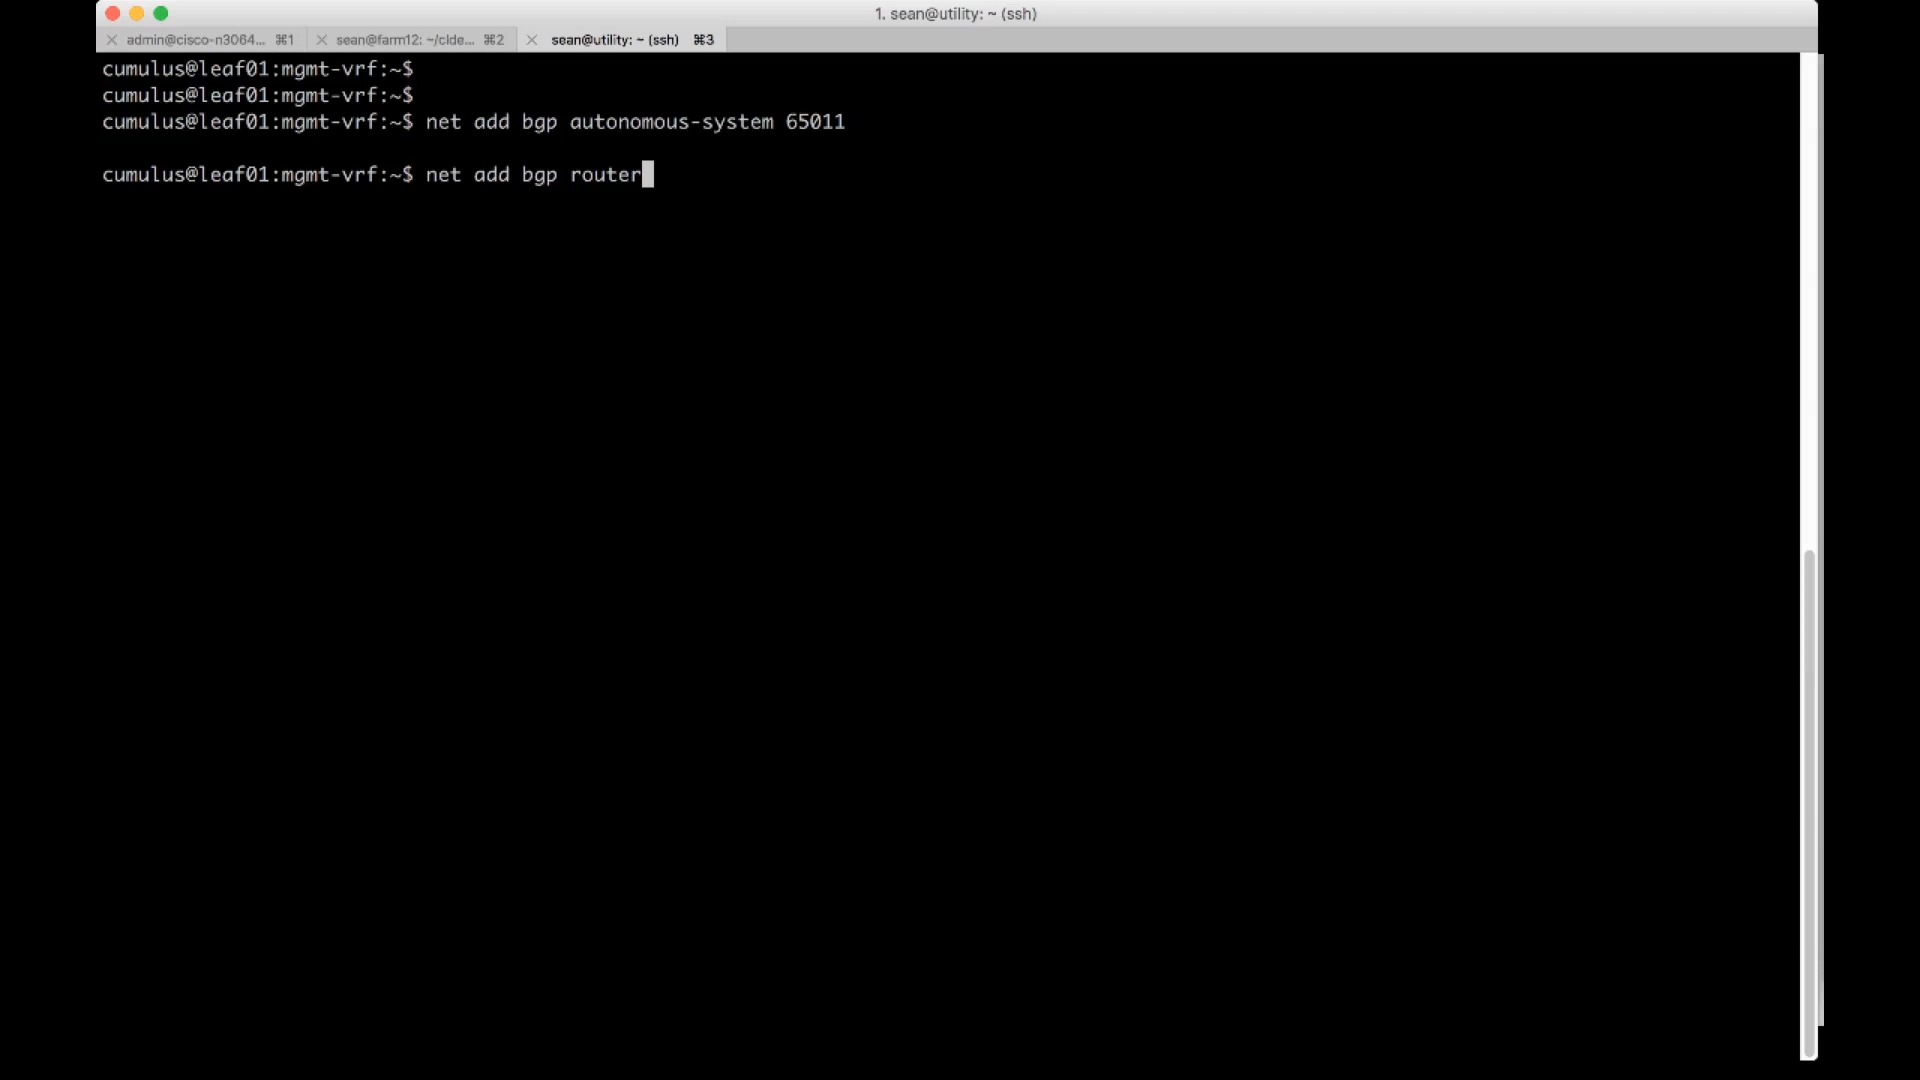 1. sean@utility: ~ (ssh)
admin@cisco-n3064... ⌘1 sean@farm12: ~/clde... ⌘2 sean@utility: ~ (ssh) ⌘3
cumulus@leaf01:mgmt-vrf:~$
cumulus@leaf01:mgmt-vrf:~$
cumulus@leaf01:mgmt-vrf:~$ net add bgp autonomous-system 65011
cumulus@leaf01:mgmt-vrf:~$ net add bgp router